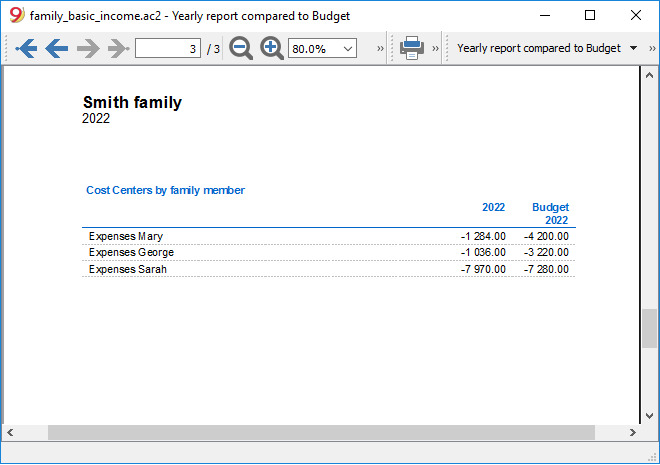 family_basic_income.ac2 - Yearly report compared to Budget
3 / 3 80.0% » » Yearly report compared to Budget »
Smith family
2022
Cost Centers by family member
2022 Budget
2022
Expenses Mary -1 284.00 -4 200.00
Expenses George -1 036.00 -3 220.00
Expenses Sarah -7 970.00 -7 280.00